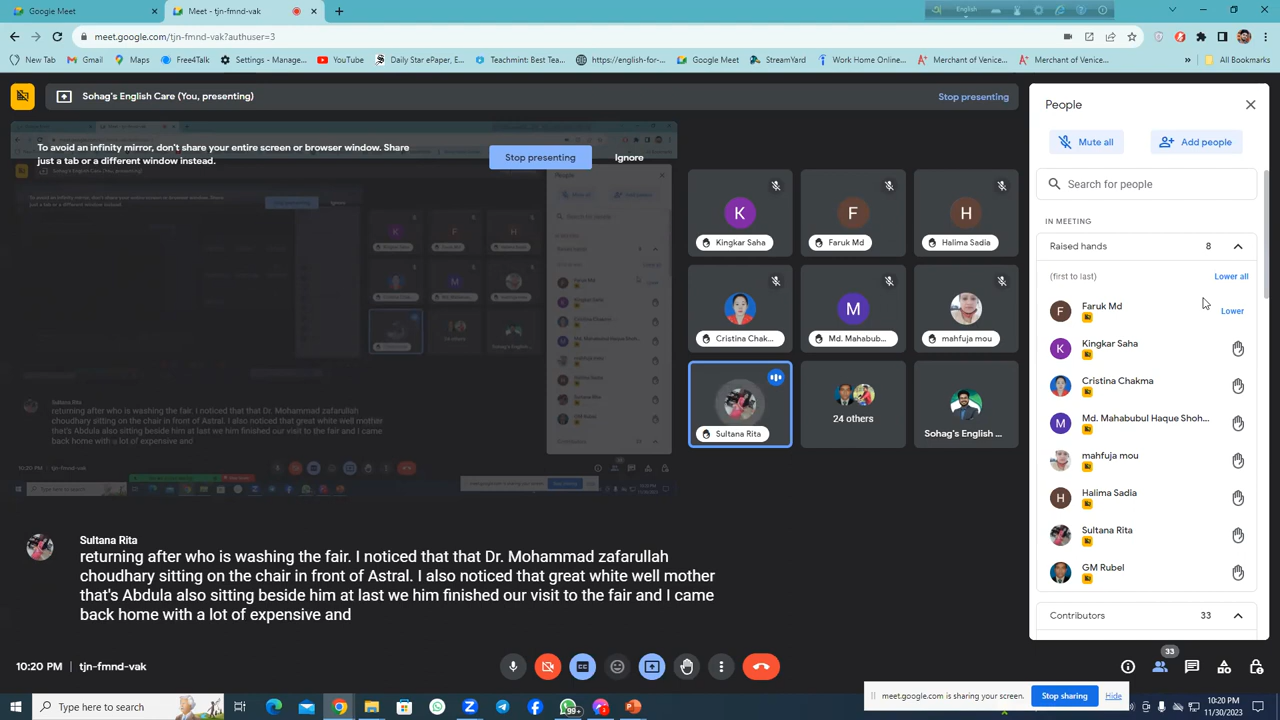 Google Meet
Meet - tjn-fmnd-vak
English
meet.google.com/tjn-fmnd-vak?authuser=3
New Tab
Gmail
Maps
Free4Talk
Settings - Manage...
YouTube
Daily Star ePaper, E...
Teachmint: Best Tea...
https://english-for-...
Google Meet
StreamYard
Work Home Online...
Merchant of Venice...
Merchant of Venice...
All Bookmarks
Sohag's English Care (You, presenting)
Stop presenting
To avoid an infinity mirror, don't share your entire screen or browser window. Share
just a tab or a different window instead.
Stop presenting
Ignore
Kingkar Saha
Faruk Md
Halima Sadia
Cristina Chak...
Md. Mahabub...
mahfuja mou
Sultana Rita
24 others
Sohag's English ...
People
Mute all
Add people
Search for people
IN MEETING
Raised hands 8
(first to last) Lower all
Faruk Md
Lower
Kingkar Saha
Cristina Chakma
Md. Mahabubul Haque Shoh...
mahfuja mou
Halima Sadia
Sultana Rita
GM Rubel
Contributors 33
Sultana Rita
returning after who is washing the fair. I noticed that that Dr. Mohammad zafarullah
choudhary sitting on the chair in front of Astral. I also noticed that great white well mother
that's Abdula also sitting beside him at last we him finished our visit to the fair and I came
back home with a lot of expensive and
10:20 PM | tjn-fmnd-vak
33
meet.google.com is sharing your screen.
Stop sharing
Hide
Type here to search
99+
10:20 PM
11/30/2023